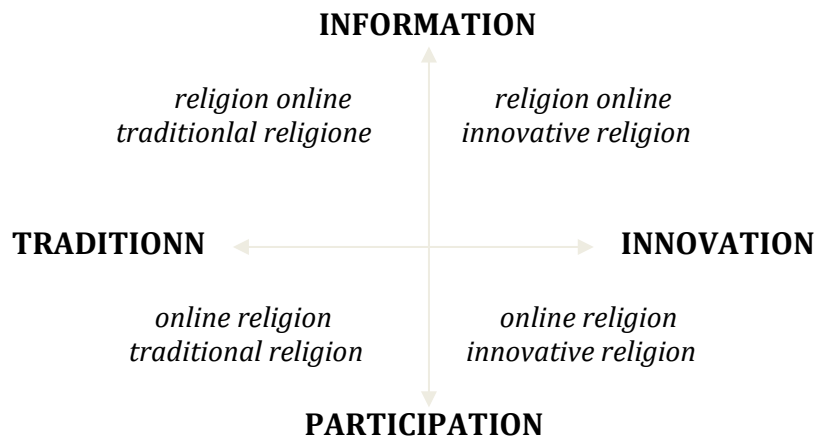 INFORMATION
religion online
traditionlal religione
religion online
innovative religion
TRADITIONN
INNOVATION
online religion
traditional religion
online religion
innovative religion
PARTICIPATION